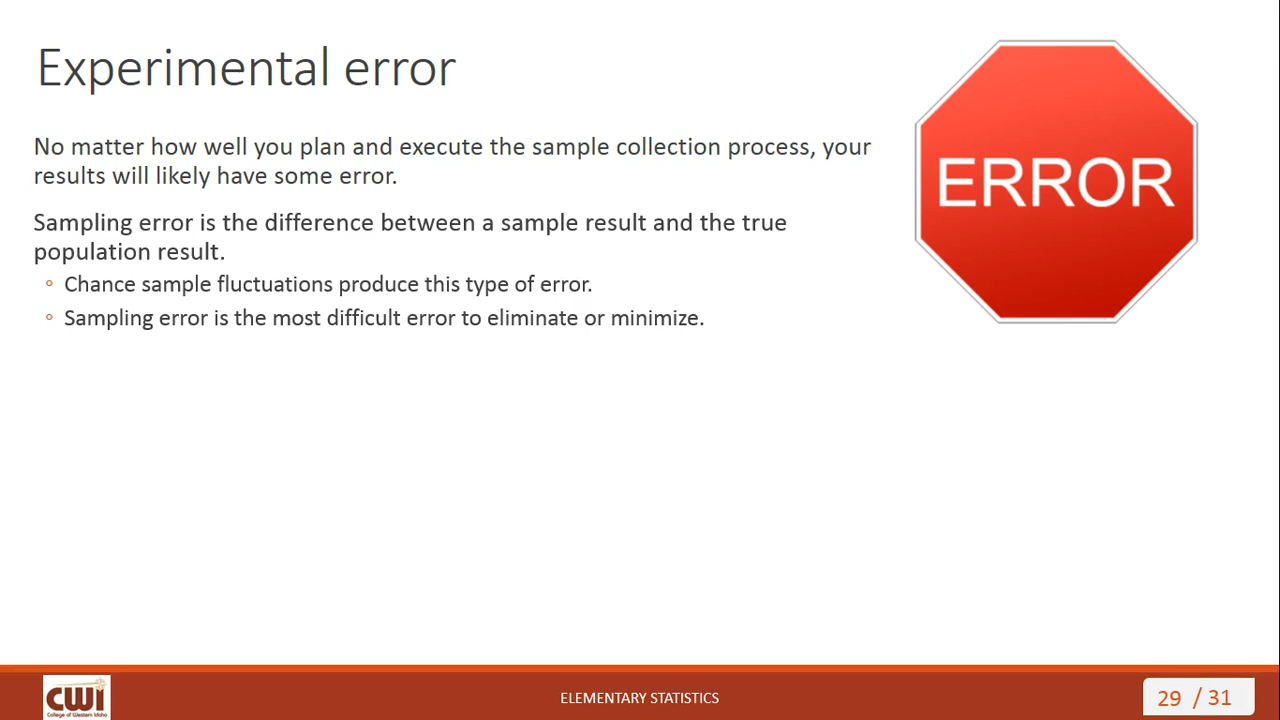 Experimental error
No matter how well you plan and execute the sample collection process, your
results will likely have some error.
Sampling error is the difference between a sample result and the true
population result.
◦ Chance sample fluctuations produce this type of error.
◦ Sampling error is the most difficult error to eliminate or minimize.
ERROR
CWI
College of Western Idaho
ELEMENTARY STATISTICS
29 / 31